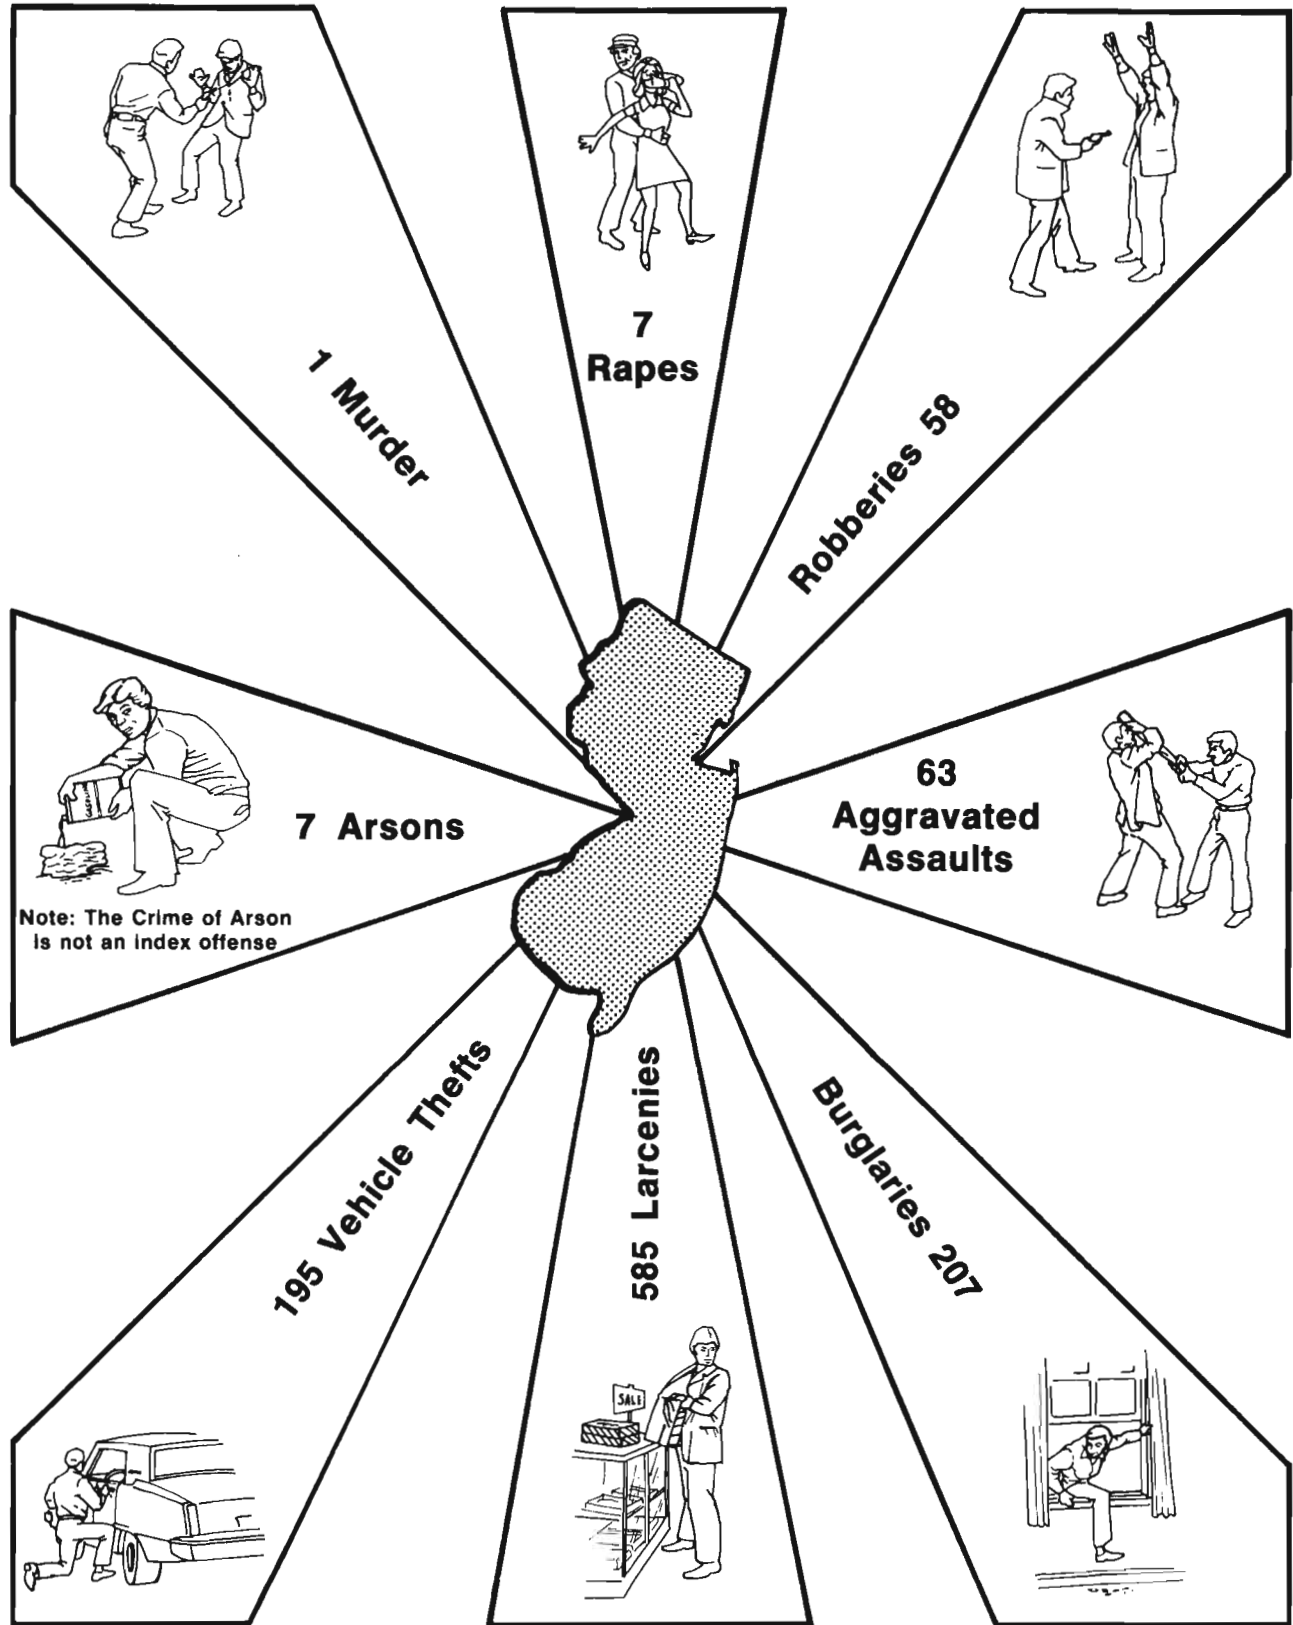 1 Murder
7
Rapes
Robberies 58
7 Arsons
Note: The Crime of Arson
is not an index offense
63
Aggravated
Assaults
195 Vehicle Thefts
585 Larcenies
SALE
Burglaries 207